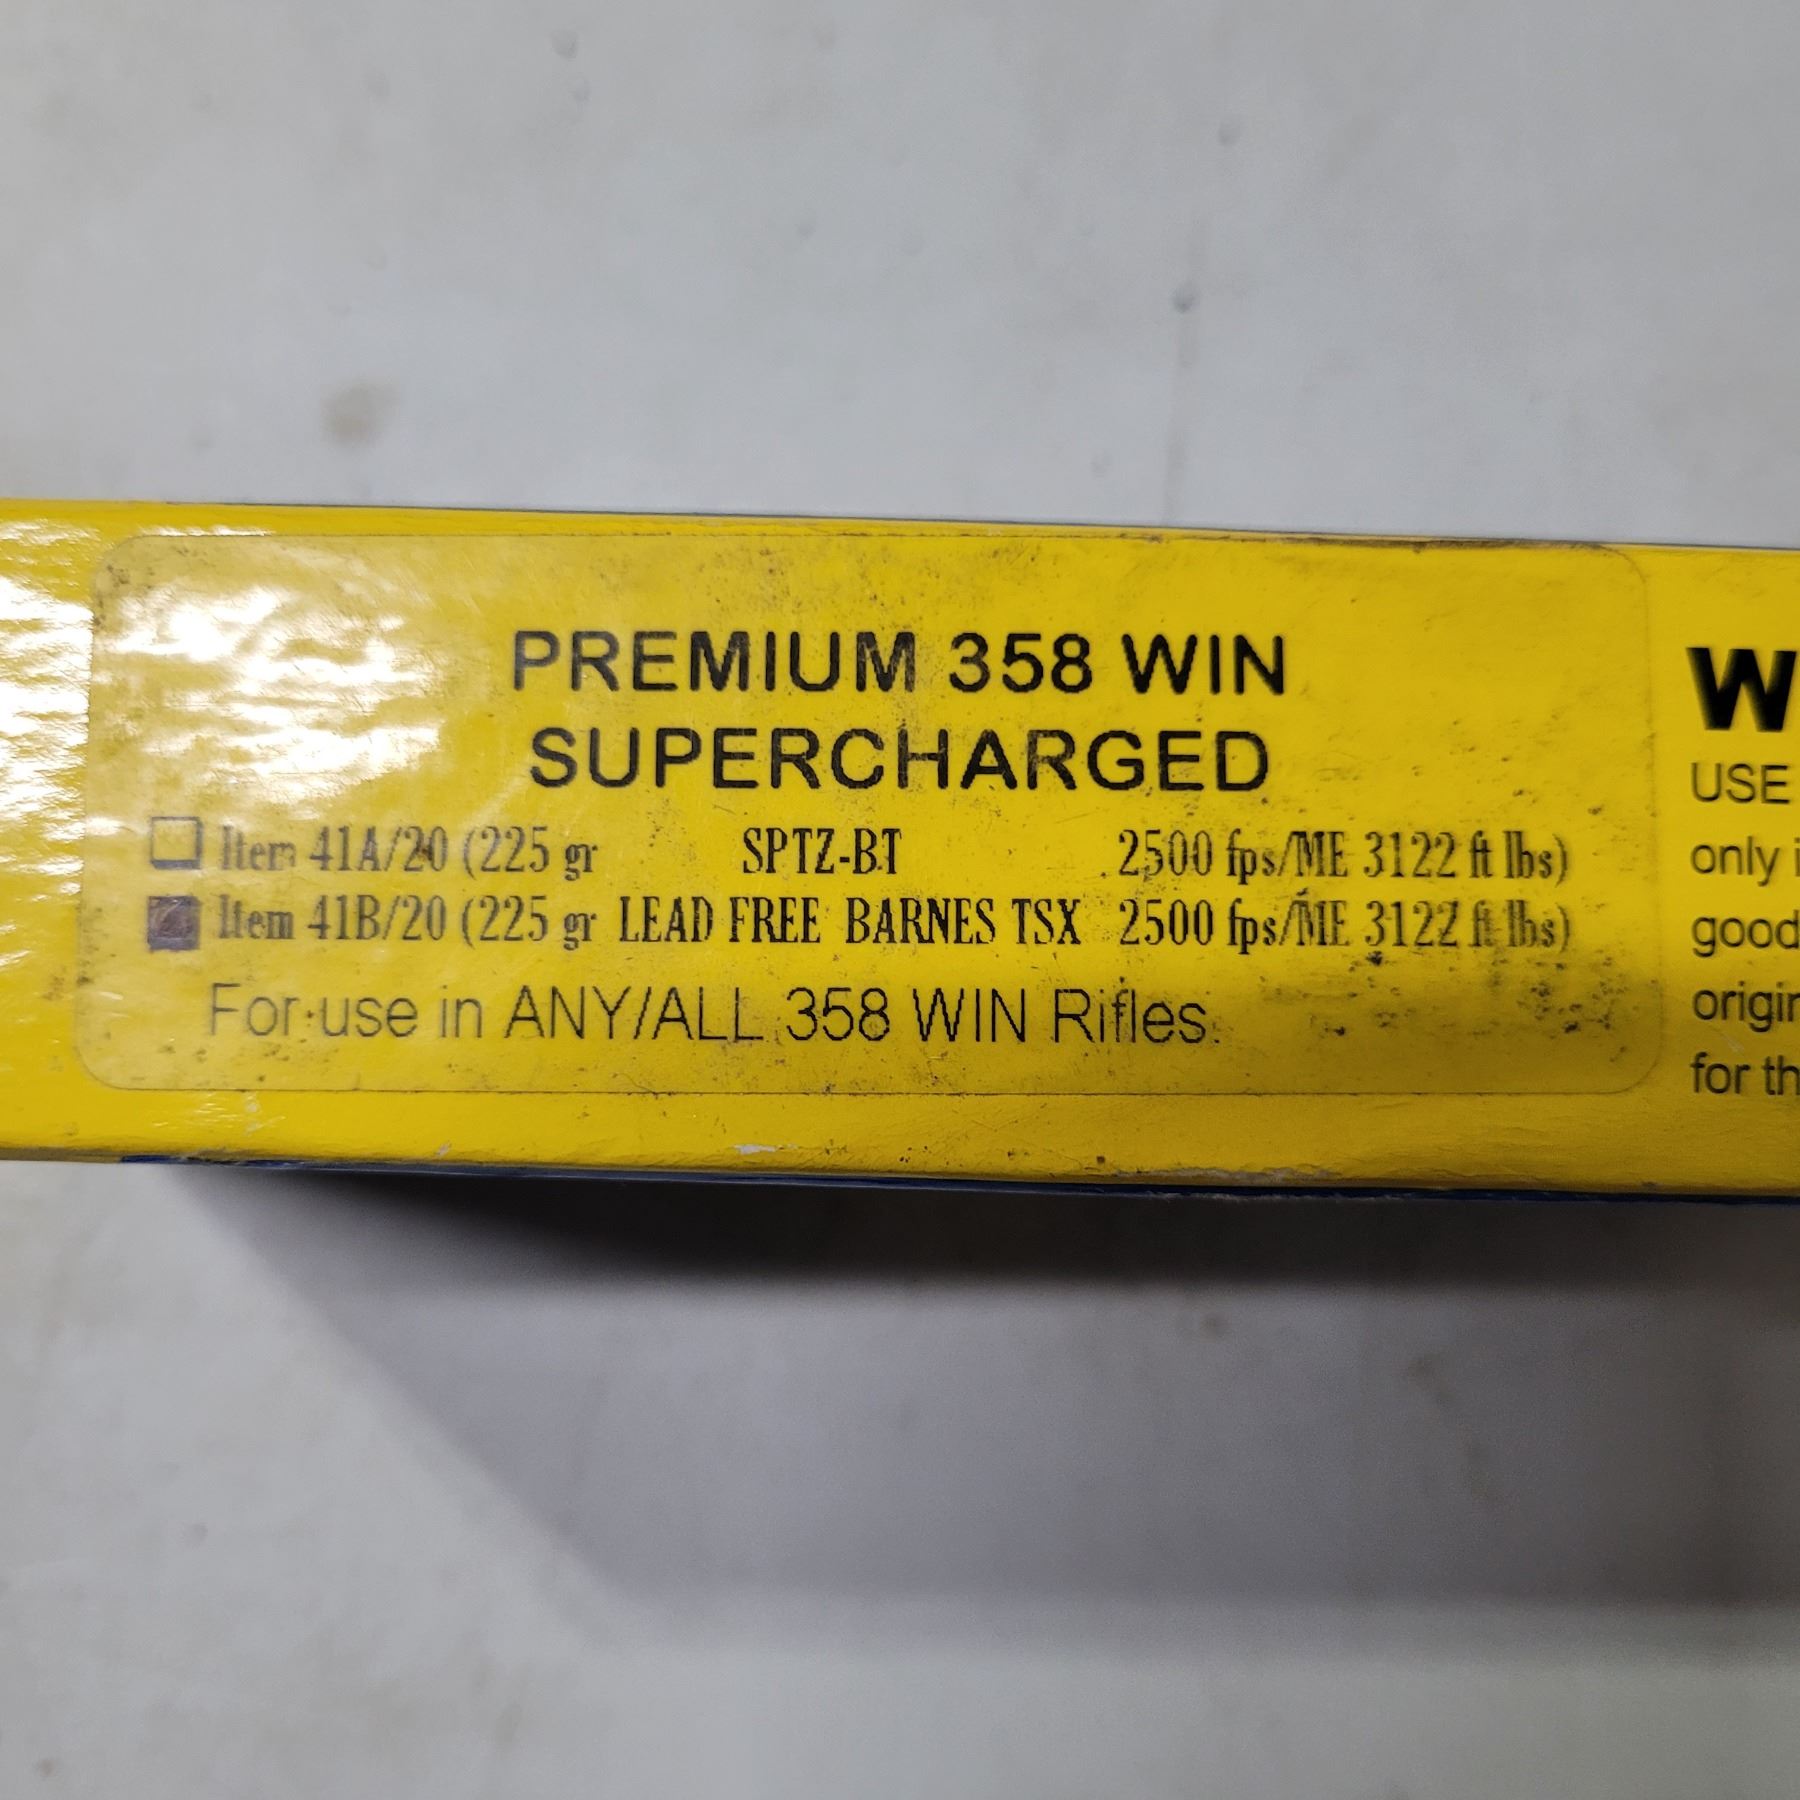 PREMIUM 358 WIN
SUPERCHARGED
Item 41A/20 (225 gr SPTZ-BT 2500 fps/ME 3122 ft lbs)
Item 41B/20 (225 gr LEAD FREE BARNES TSX 2500 fps/ME 3122 ft lbs)
For use in ANY/ALL 358 WIN Rifles.
W
USE
only i
good
origin
for th